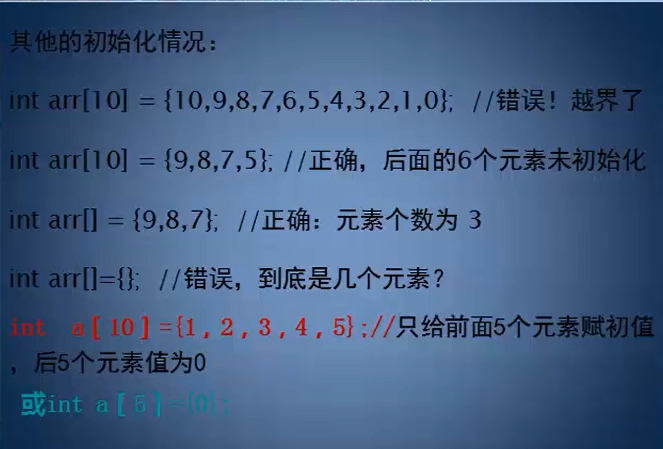 其他的初始化情况：
int arr[10] = {10,9,8,7,6,5,4,3,2,1,0}; //错误！越界了
int arr[10] = {9,8,7,5}; //正确，后面的6个元素未初始化
int arr[] = {9,8,7}; //正确：元素个数为 3
int arr[]={}; //错误，到底是几个元素？
int a[10]={1,2,3,4,5};//只给前面5个元素赋初值
，后5个元素值为0
或int a[5]={0};